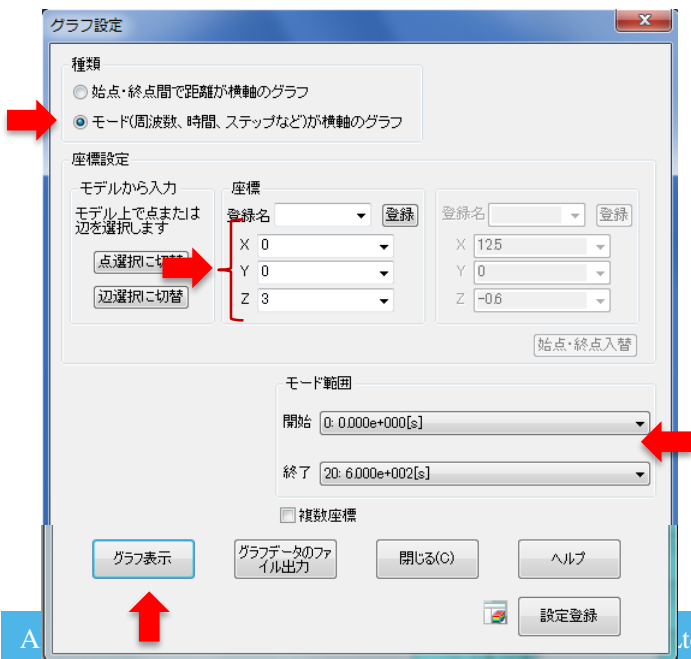 グラフ設定
種類
始点・終点間で距離が横軸のグラフ
モード(周波数、時間、ステップなど)が横軸のグラフ
座標設定
モデルから入力
モデル上で点または
辺を選択します
点選択に切替
辺選択に切替
座標
登録名
登録
X 0
Y 0
Z 3
登録名
登録
X 125
Y 0
Z -0.6
始点・終点入替
モード範囲
開始 0: 0.000e+000[s]
終了 20: 6.000e+002[s]
複数座標
グラフ表示
グラフデータのファ
イル出力
閉じる(C)
ヘルプ
設定登録
A